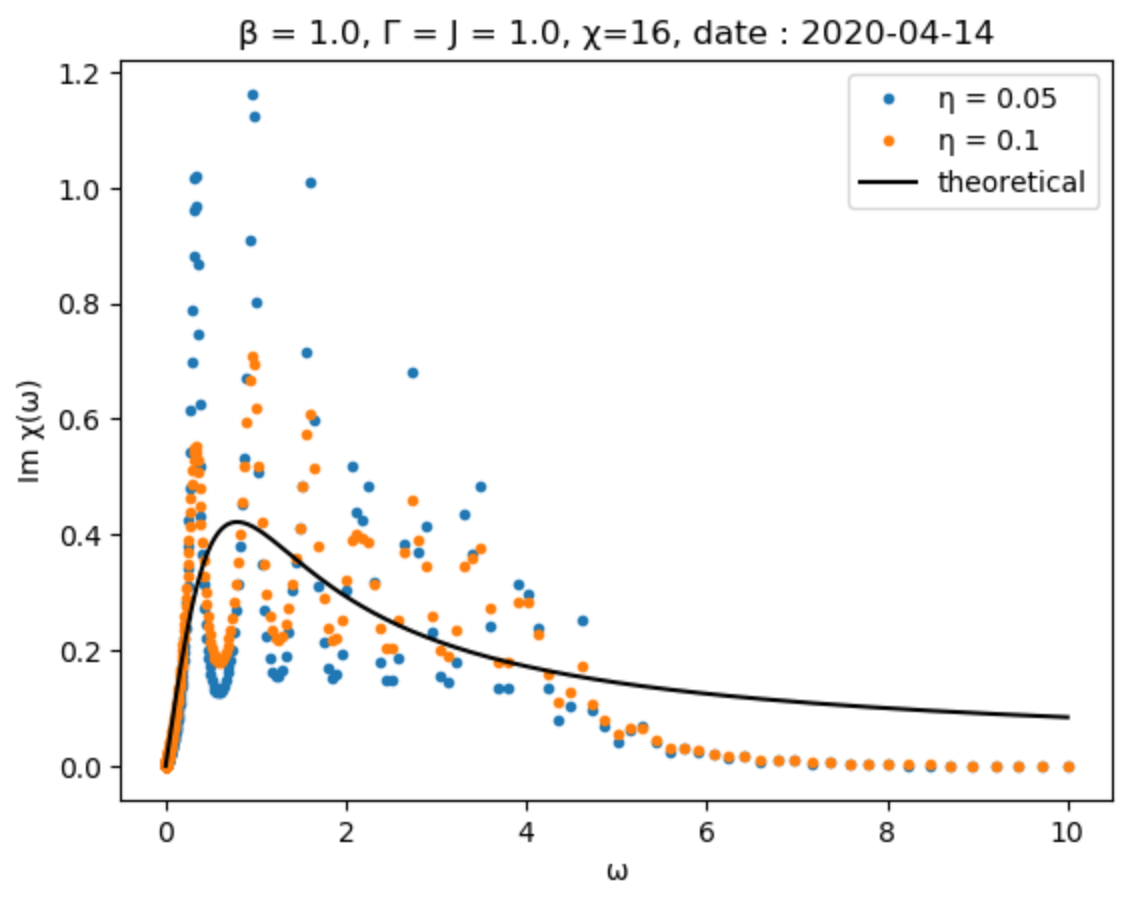 β = 1.0, Γ = J = 1.0, χ=16, date : 2020-04-14
η = 0.05
η = 0.1
theoretical
Im χ(ω)
1.2
1.0
0.8
0.6
0.4
0.2
0.0
0 2 4 6 8 10
ω